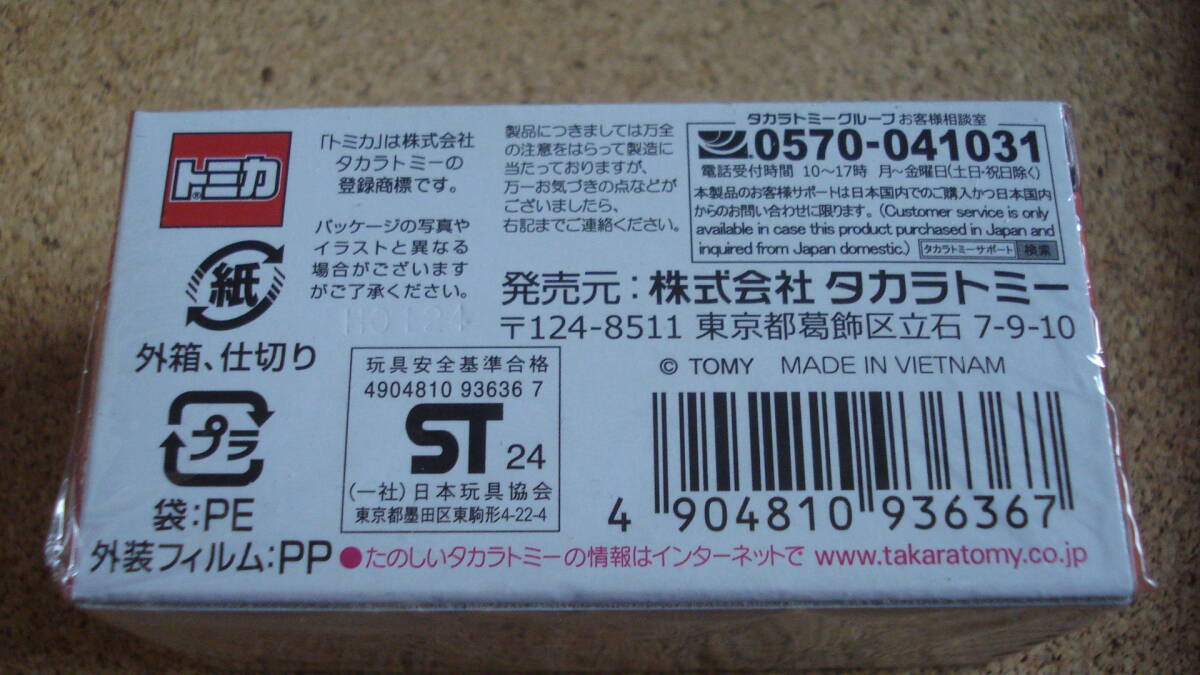 トミカ®
「トミカ」は株式会社
タカラトミーの
登録商標です。
パッケージの写真や
イラストと異なる
場合がございます
がご了承ください。
製品につきましては万全
の注意をはらって製造に
当たっておりますが、
万一お気づきの点などが
ございましたら、
右記までご連絡ください。
タカラトミーグループ お客様相談室
0570-041031
電話受付時間 10〜17時 月〜金曜日(土日・祝日除く)
本製品のお客様サポートは日本国内でのご購入かつ日本国内
からのお問い合わせに限ります。(Customer service is only
available in case this product purchased in Japan and
inquired from Japan domestic.) タカラトミーサポート 検索
発売元:株式会社 タカラトミー
〒124-8511 東京都葛飾区立石 7-9-10
© TOMY MADE IN VIETNAM
紙
外箱、仕切り
プラ
袋:PE
外装フィルム:PP
玩具安全基準合格
4904810 93636 7
ST 24
(一社)日本玩具協会
東京都墨田区東駒形4-22-4
4 904810 936367
●たのしいタカラトミーの情報はインターネットで www.takaratomy.co.jp